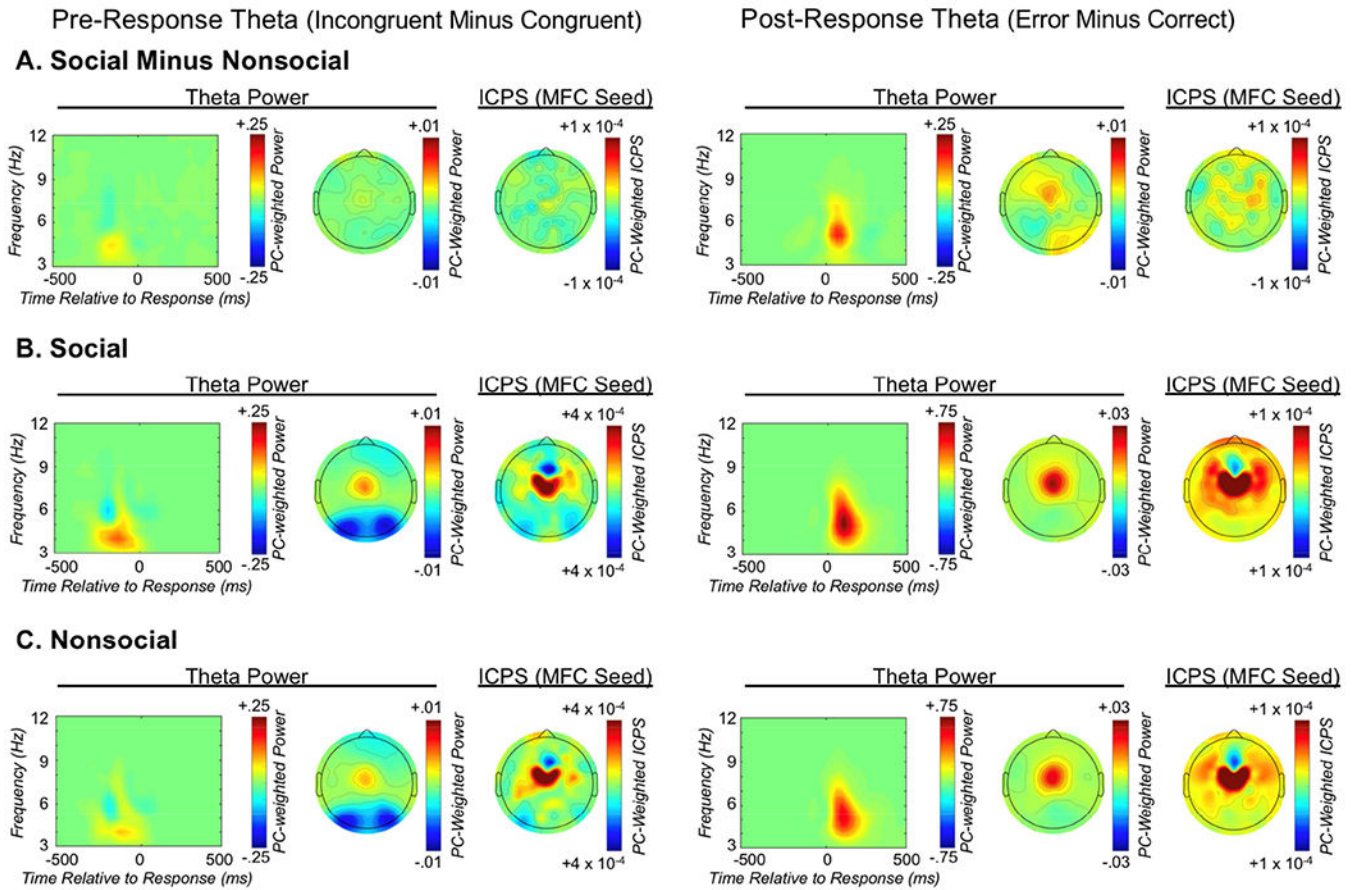 Pre-Response Theta (Incongruent Minus Congruent) Post-Response Theta (Error Minus Correct)
A. Social Minus Nonsocial
Theta Power ICPS (MFC Seed) Theta Power ICPS (MFC Seed)
+.25 +.01 +1 x 10-4 +.25 +.01 +1 x 10-4
12 9 6 3
Frequency (Hz)
PC-weighted Power
PC-Weighted Power
PC-Weighted ICPS
12 9 6 3
Frequency (Hz)
PC-weighted Power
PC-Weighted Power
PC-Weighted ICPS
-500 0 500 -.25 -.01 -1 x 10-4 -500 0 500 -.25 -.01 -1 x 10-4
Time Relative to Response (ms) Time Relative to Response (ms)
B. Social
Theta Power ICPS (MFC Seed) Theta Power ICPS (MFC Seed)
+.25 +.01 +4 x 10-4 +.75 +.03 +1 x 10-4
12 9 6 3
Frequency (Hz)
PC-weighted Power
PC-Weighted Power
PC-Weighted ICPS
12 9 6 3
Frequency (Hz)
PC-weighted Power
PC-Weighted Power
PC-Weighted ICPS
-500 0 500 -.25 -.01 +4 x 10-4 -500 0 500 -.75 -.03 +1 x 10-4
Time Relative to Response (ms) Time Relative to Response (ms)
C. Nonsocial
Theta Power ICPS (MFC Seed) Theta Power ICPS (MFC Seed)
+.25 +.01 +4 x 10-4 +.75 +.03 +1 x 10-4
12 9 6 3
Frequency (Hz)
PC-weighted Power
PC-Weighted Power
PC-Weighted ICPS
12 9 6 3
Frequency (Hz)
PC-weighted Power
PC-Weighted Power
PC-Weighted ICPS
-500 0 500 -.25 -.01 +4 x 10-4 -500 0 500 -.75 -.03 +1 x 10-4
Time Relative to Response (ms) Time Relative to Response (ms)